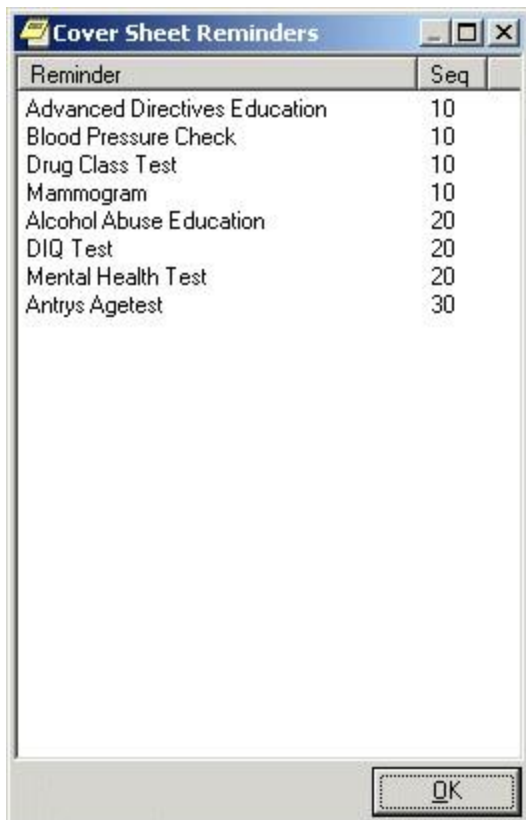 Cover Sheet Reminders
Reminder Seq
Advanced Directives Education 10
Blood Pressure Check 10
Drug Class Test 10
Mammogram 10
Alcohol Abuse Education 20
DIQ Test 20
Mental Health Test 20
Antrys Agetest 30
OK